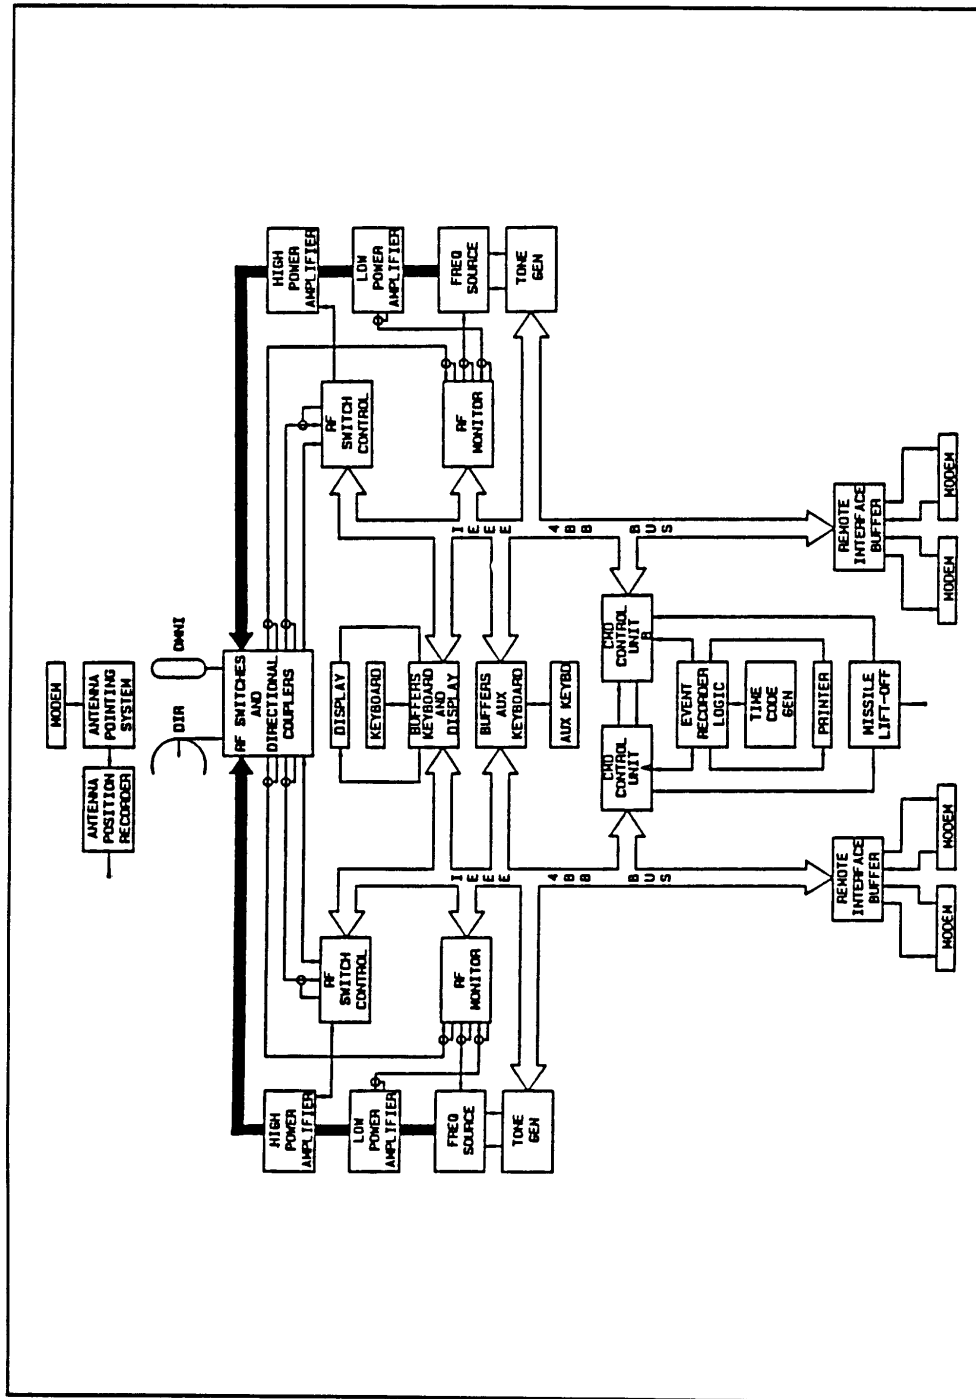 MODEM
ANTENNA
POINTING
SYSTEM
ANTENNA
POSITION
RECORDER
DIR
OMNI
RF SWITCHES
AND
DIRECTIONAL
COUPLERS
HIGH
POWER
AMPLIFIER
LOW
POWER
AMPLIFIER
FREQ
SOURCE
TONE
GEN
RF
SWITCH
CONTROL
RF
MONITOR
DISPLAY
KEYBOARD
BUFFERS
KEYBOARD
AND
DISPLAY
BUFFERS
AUX
KEYBOARD
AUX KEYBD
RF
SWITCH
CONTROL
RF
MONITOR
HIGH
POWER
AMPLIFIER
LOW
POWER
AMPLIFIER
FREQ
SOURCE
TONE
GEN
IEEE 488 BUS
IEEE 488 BUS
CMD
CONTROL
UNIT
CMD
CONTROL
UNIT
B
EVENT
RECORDER
LOGIC
TIME
CODE
GEN
PRINTER
MISSILE
LIFT-OFF
REMOTE
INTERFACE
BUFFER
MODEM
MODEM
REMOTE
INTERFACE
BUFFER
MODEM
MODEM